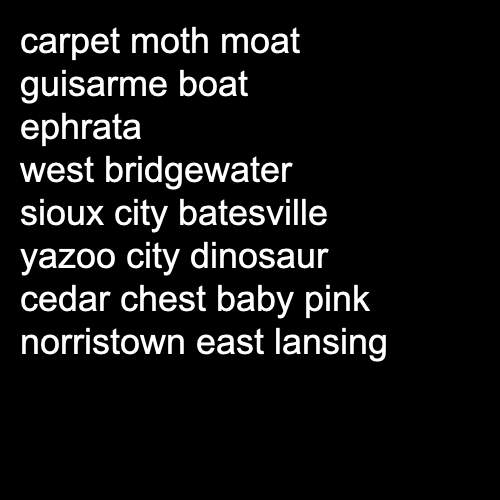 carpet moth moat
guisarme boat
ephrata
west bridgewater
sioux city batesville
yazoo city dinosaur
cedar chest baby pink
norristown east lansing